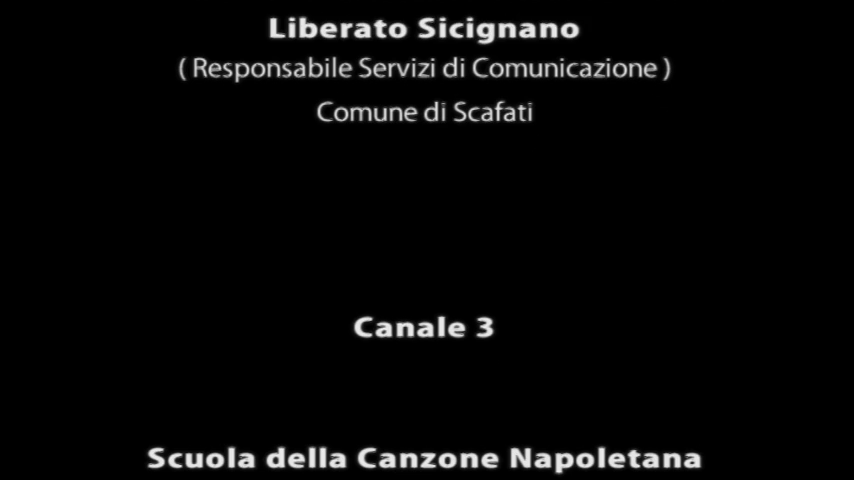 Liberato Sicignano
( Responsabile Servizi di Comunicazione )
Comune di Scafati
Canale 3
Scuola della Canzone Napoletana